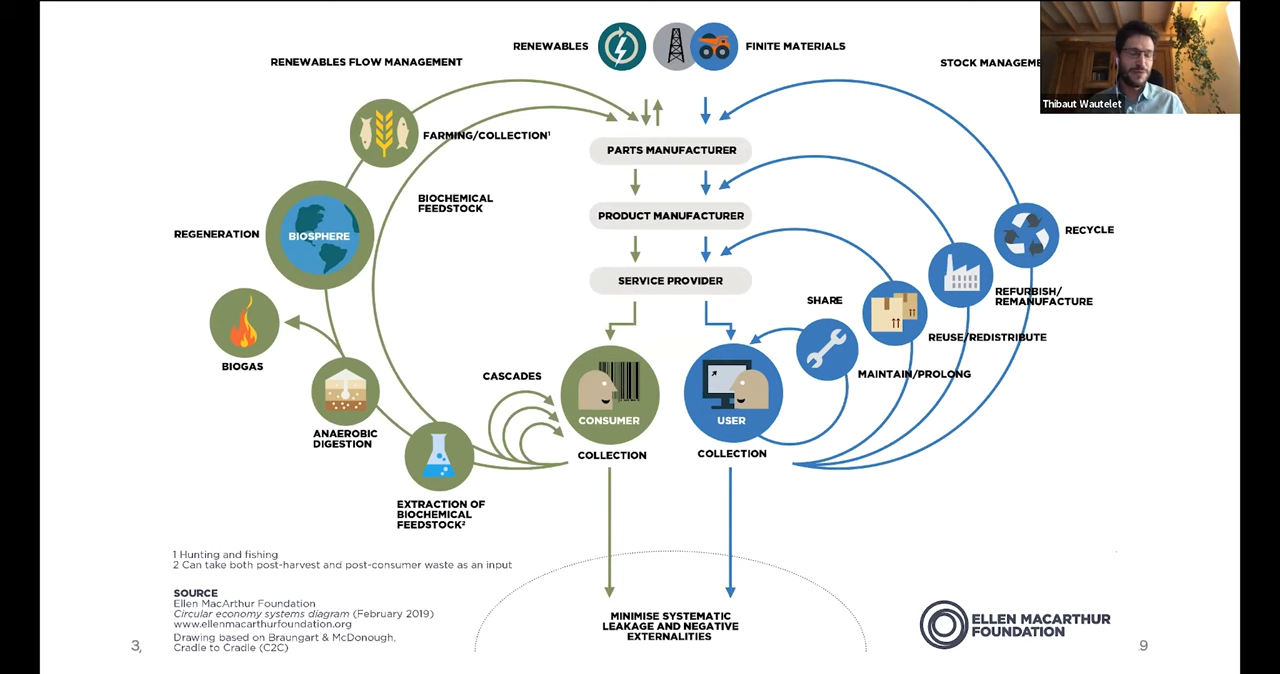 RENEWABLES
FINITE MATERIALS
RENEWABLES FLOW MANAGEMENT
STOCK
Thibaut Wautelet
FARMING/COLLECTION¹
PARTS MANUFACTURER
BIOCHEMICAL
FEEDSTOCK
PRODUCT MANUFACTURER
REGENERATION
BIOSPHERE
RECYCLE
SERVICE PROVIDER
SHARE
REFURBISH/
REMANUFACTURE
REUSE/REDISTRIBUTE
BIOGAS
CASCADES
MAINTAIN/PROLONG
CONSUMER
USER
ANAEROBIC
DIGESTION
COLLECTION
COLLECTION
EXTRACTION OF
BIOCHEMICAL
FEEDSTOCK²
1 Hunting and fishing
2 Can take both post-harvest and post-consumer waste as an input
SOURCE
Ellen MacArthur Foundation
Circular economy systems diagram (February 2019)
www.ellenmacarthurfoundation.org
Drawing based on Braungart & McDonough,
Cradle to Cradle (C2C)
MINIMISE SYSTEMATIC
LEAKAGE AND NEGATIVE
EXTERNALITIES
ELLEN MACARTHUR
FOUNDATION
3,
9